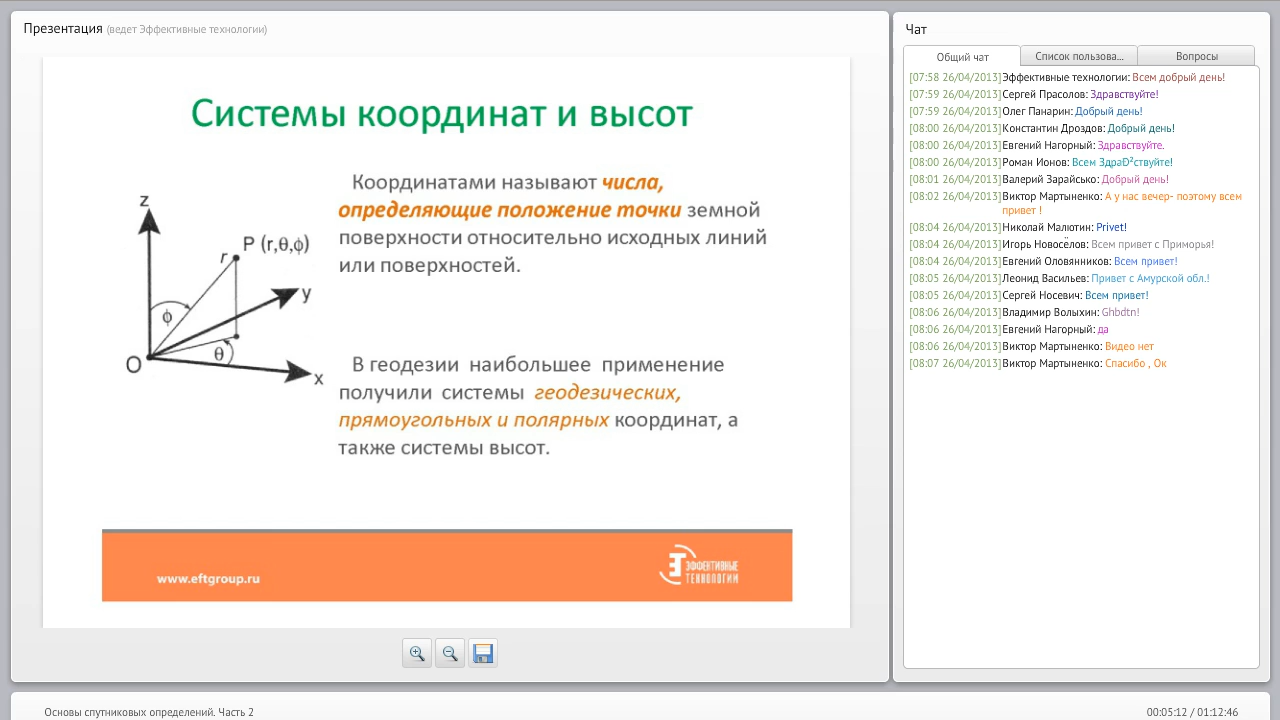 Презентация (ведет Эффективные технологии)
Системы координат и высот
Координатами называют числа,
определяющие положение точки земной
поверхности относительно исходных линий
или поверхностей.
z
P (r,θ,ϕ)
r
y
ϕ
θ
O
x
В геодезии наибольшее применение
получили системы геодезических,
прямоугольных и полярных координат, а
также системы высот.
www.eftgroup.ru
ЭФФЕКТИВНЫЕ
ТЕХНОЛОГИИ
Чат
Общий чат
Список пользова...
Вопросы
[07:58 26/04/2013]Эффективные технологии: Всем добрый день!
[07:59 26/04/2013]Сергей Прасолов: Здравствуйте!
[07:59 26/04/2013]Олег Панарин: Добрый день!
[08:00 26/04/2013]Константин Дроздов: Добрый день!
[08:00 26/04/2013]Евгений Нагорный: Здравствуйте.
[08:00 26/04/2013]Роман Ионов: Всем ЗдраÐ²ствуйте!
[08:01 26/04/2013]Валерий Зарайсько: Добрый день!
[08:02 26/04/2013]Виктор Мартыненко: А у нас вечер- поэтому всем
привет !
[08:04 26/04/2013]Николай Малютин: Privet!
[08:04 26/04/2013]Игорь Новосёлов: Всем привет с Приморья!
[08:04 26/04/2013]Евгений Оловянников: Всем привет!
[08:05 26/04/2013]Леонид Васильев: Привет с Амурской обл.!
[08:05 26/04/2013]Сергей Носевич: Всем привет!
[08:06 26/04/2013]Владимир Волыхин: Ghbdtn!
[08:06 26/04/2013]Евгений Нагорный: да
[08:06 26/04/2013]Виктор Мартыненко: Видео нет
[08:07 26/04/2013]Виктор Мартыненко: Спасибо , Ок
Основы спутниковых определений. Часть 2
00:05:12 / 01:12:46